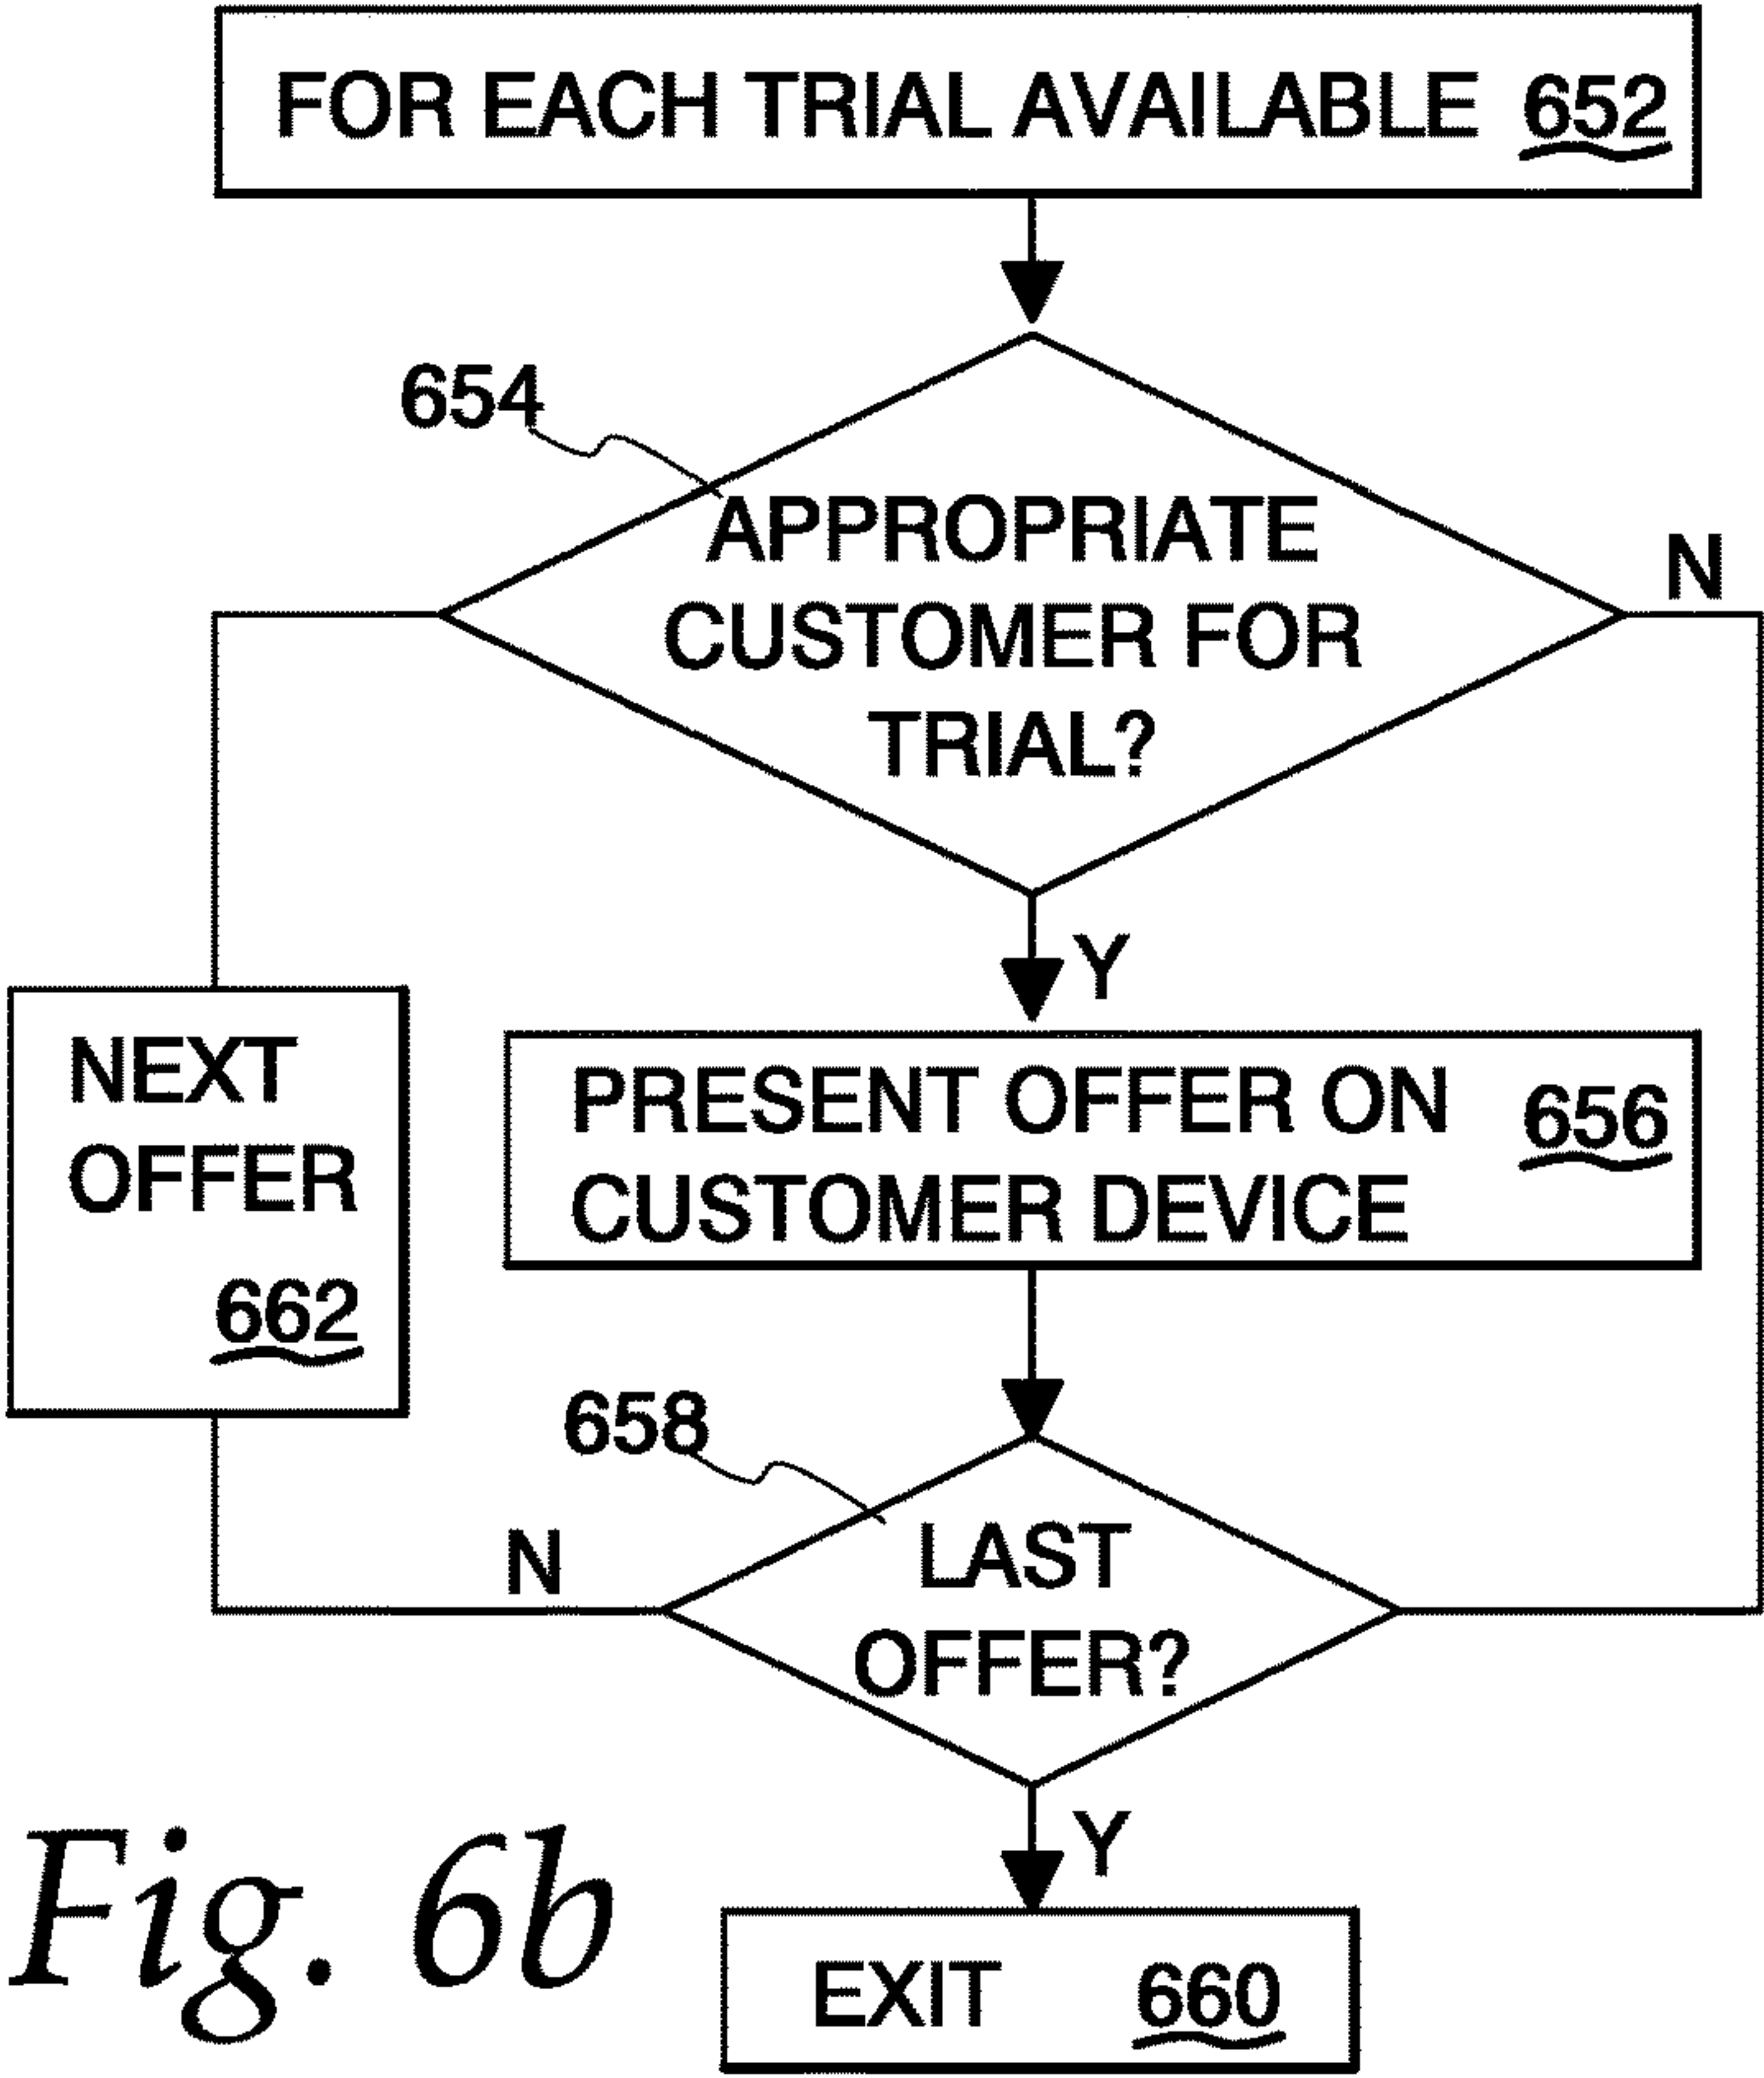 FOR EACH TRIAL AVAILABLE 652
654
APPROPRIATE
CUSTOMER FOR
TRIAL?
N
Y
NEXT
OFFER
662
PRESENT OFFER ON
CUSTOMER DEVICE
656
658
N
LAST
OFFER?
Y
EXIT 660
Fig. 6b